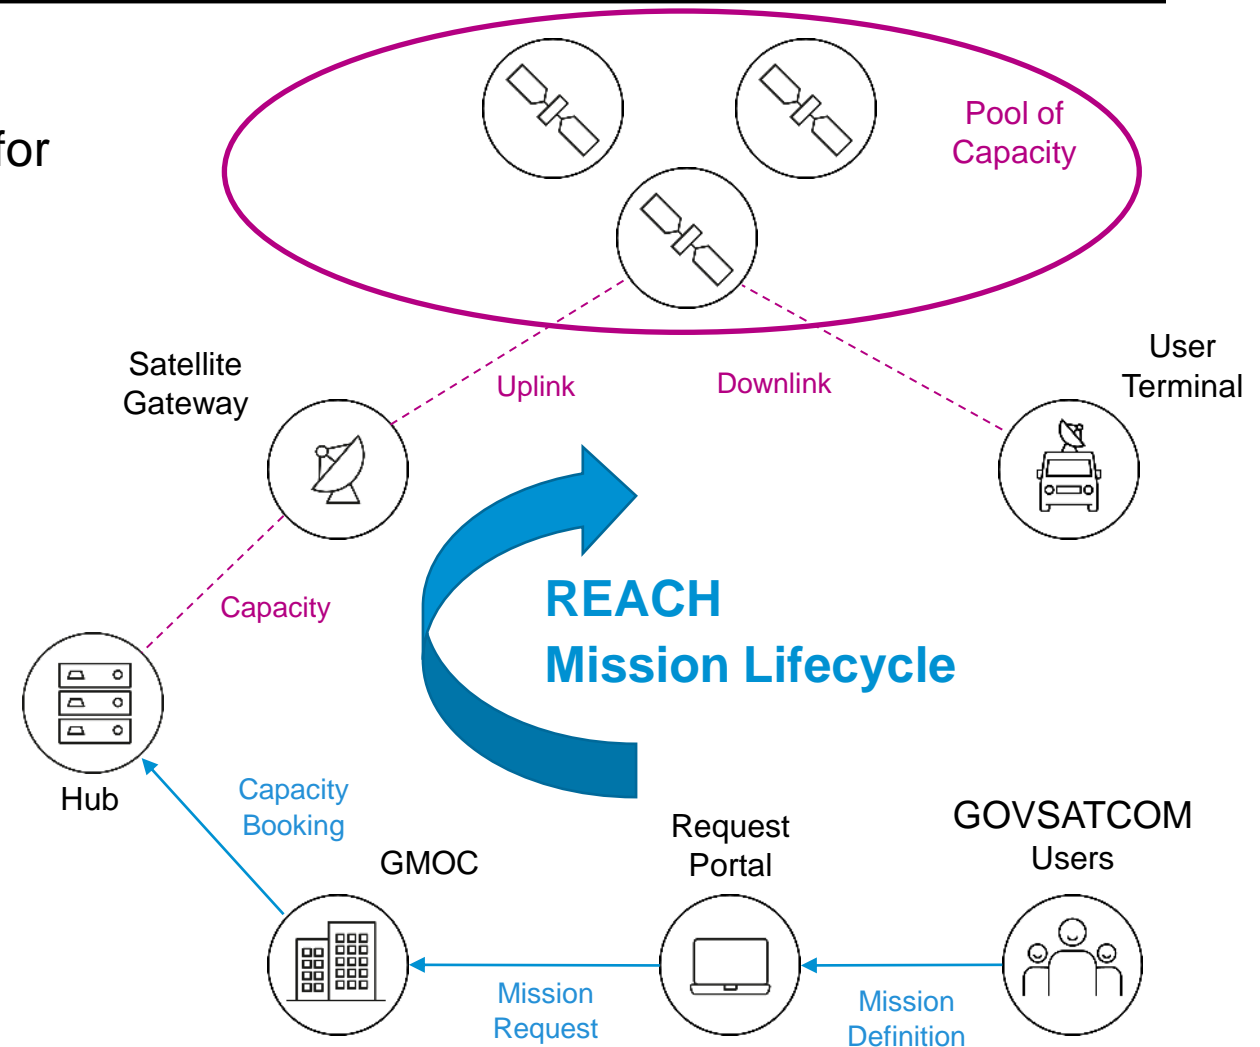 for
Pool of
Capacity
Satellite
Gateway
Uplink
Downlink
User
Terminal
Capacity
REACH
Mission Lifecycle
Hub
Capacity
Booking
GMOC
Request
Portal
GOVSATCOM
Users
Mission
Request
Mission
Definition